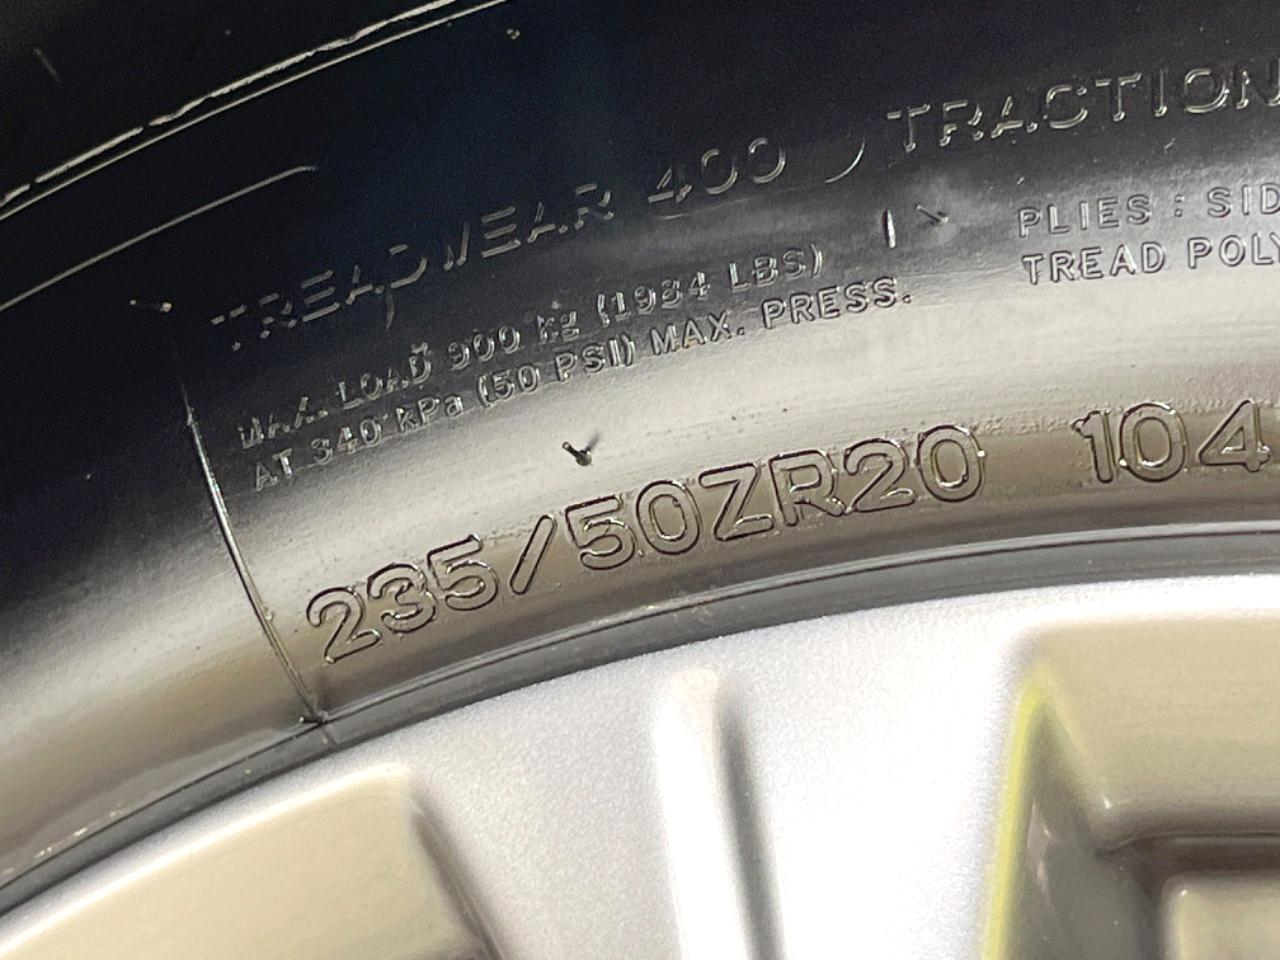 TREADWEAR 400 TRACTION
MAX. LOAD 900 kg (1984 LBS)
AT 340 kPa (50 PSI) MAX. PRESS.
PLIES : SID
TREAD POLY
235/50ZR20 104